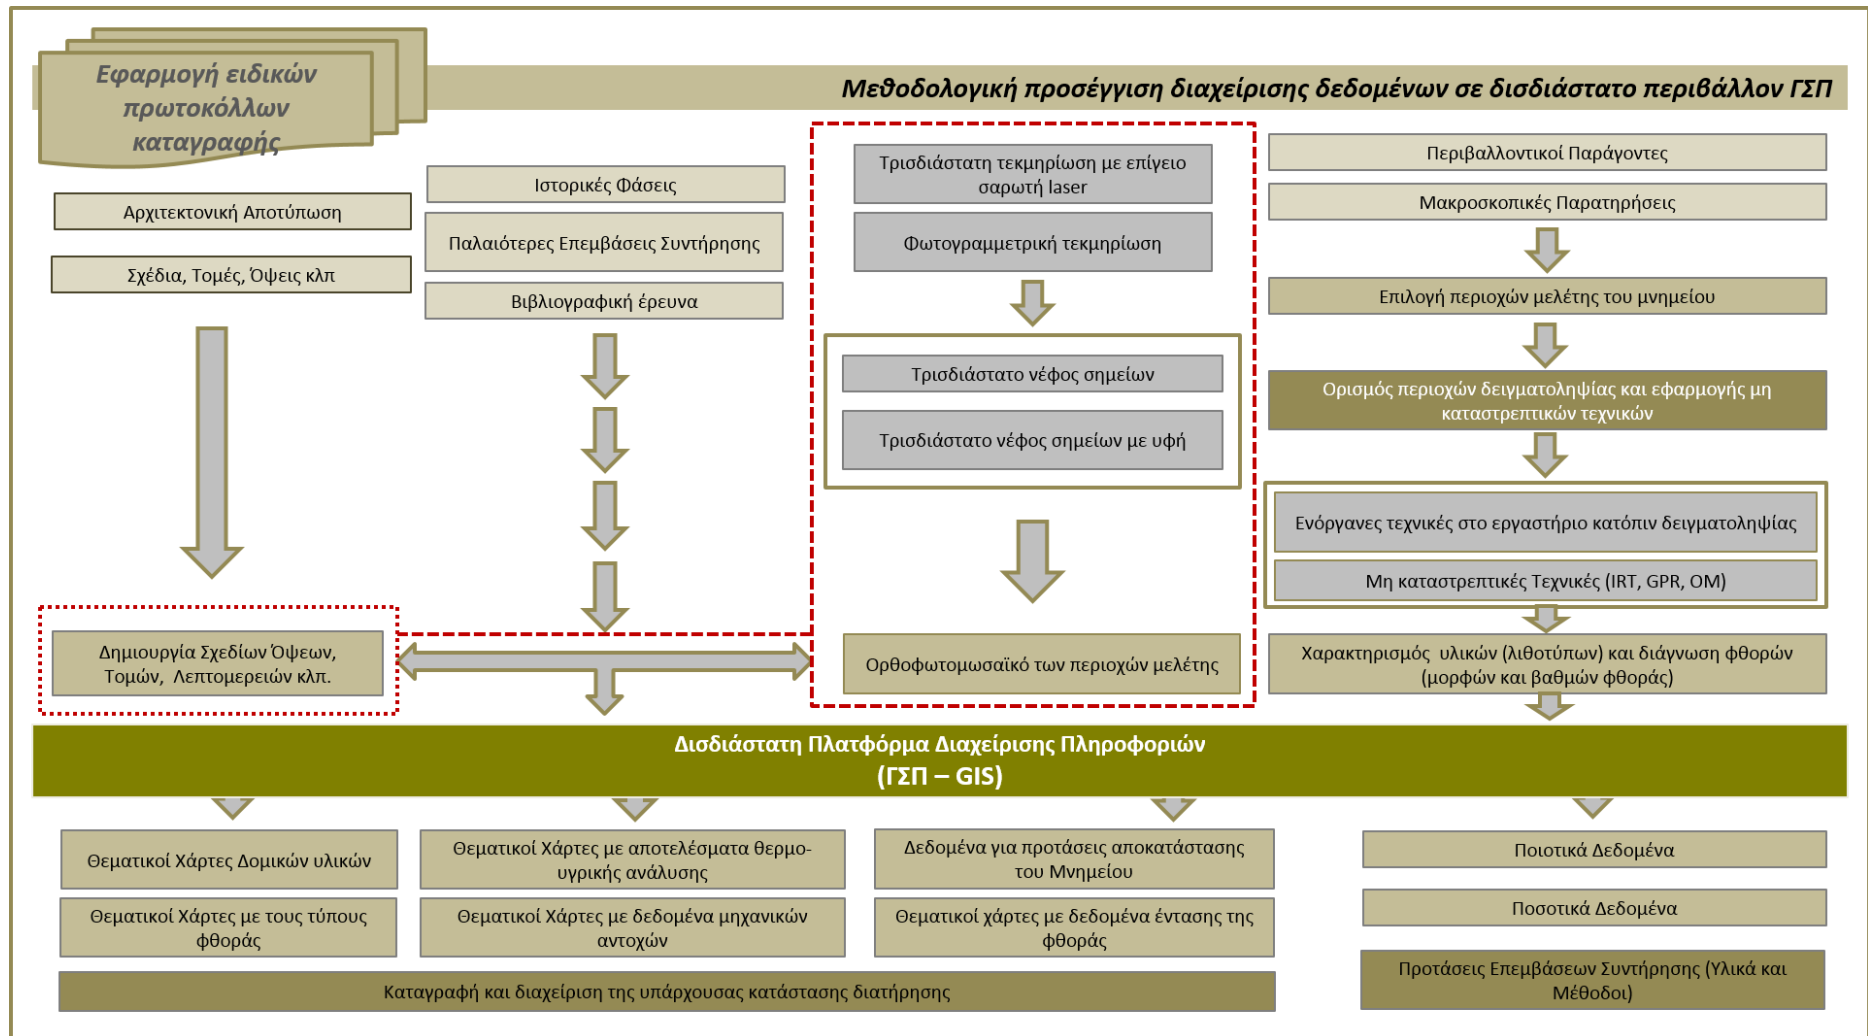 Εφαρμογή ειδικών
πρωτοκόλλων
καταγραφής
Μεθοδολογική προσέγγιση διαχείρισης δεδομένων σε δισδιάστατο περιβάλλον ΓΣΠ
Αρχιτεκτονική Αποτύπωση
Σχέδια, Τομές, Όψεις κλπ
Δημιουργία Σχεδίων Όψεων,
Τομών, Λεπτομερειών κλπ.
Ιστορικές Φάσεις
Παλαιότερες Επεμβάσεις Συντήρησης
Βιβλιογραφική έρευνα
Τρισδιάστατη τεκμηρίωση με επίγειο
σαρωτή laser
Φωτογραμμετρική τεκμηρίωση
Τρισδιάστατο νέφος σημείων
Τρισδιάστατο νέφος σημείων με υφή
Ορθοφωτομωσαϊκό των περιοχών μελέτης
Περιβαλλοντικοί Παράγοντες
Μακροσκοπικές Παρατηρήσεις
Επιλογή περιοχών μελέτης του μνημείου
Ορισμός περιοχών δειγματοληψίας και εφαρμογής μη
καταστρεπτικών τεχνικών
Ενόργανες τεχνικές στο εργαστήριο κατόπιν δειγματοληψίας
Μη καταστρεπτικές Τεχνικές (IRT, GPR, OM)
Χαρακτηρισμός υλικών (λιθοτύπων) και διάγνωση φθορών
(μορφών και βαθμών φθοράς)
Δισδιάστατη Πλατφόρμα Διαχείρισης Πληροφοριών
(ΓΣΠ – GIS)
Θεματικοί Χάρτες Δομικών υλικών
Θεματικοί Χάρτες με τους τύπους
φθοράς
Θεματικοί Χάρτες με αποτελέσματα θερμο-
υγρικής ανάλυσης
Θεματικοί Χάρτες με δεδομένα μηχανικών
αντοχών
Δεδομένα για προτάσεις αποκατάστασης
του Μνημείου
Θεματικοί χάρτες με δεδομένα έντασης της
φθοράς
Καταγραφή και διαχείριση της υπάρχουσας κατάστασης διατήρησης
Ποιοτικά Δεδομένα
Ποσοτικά Δεδομένα
Προτάσεις Επεμβάσεων Συντήρησης (Υλικά και
Μέθοδοι)